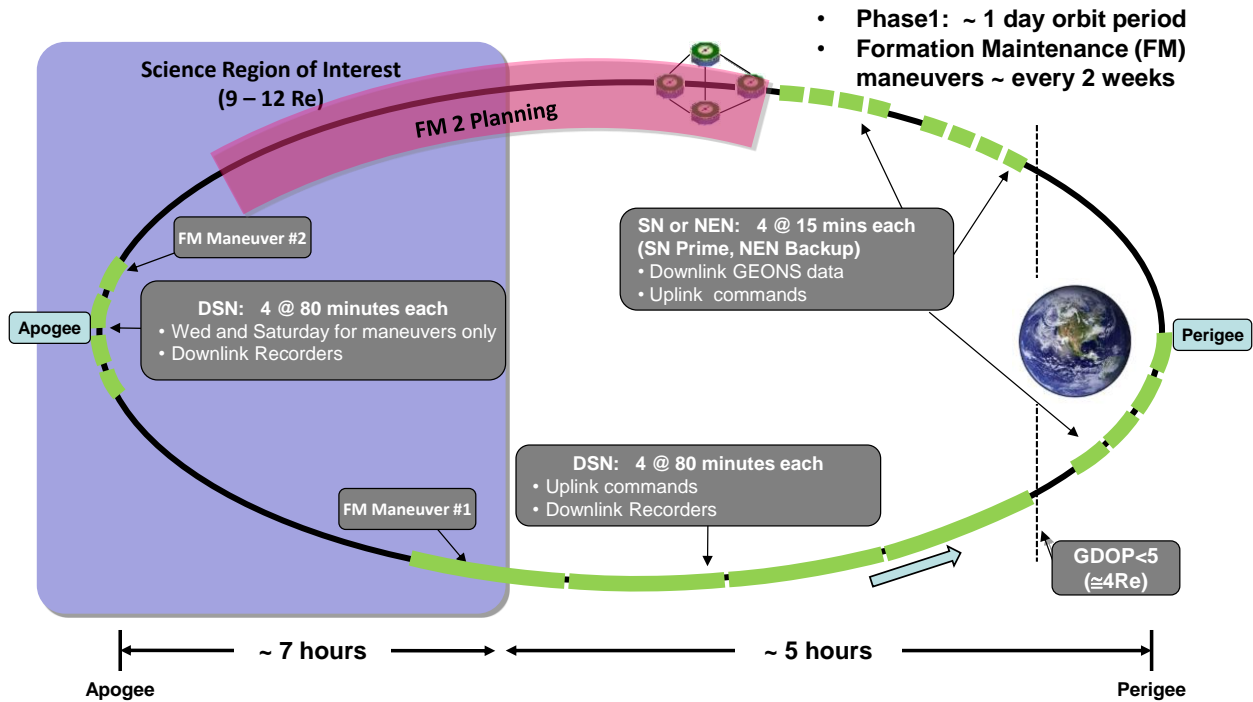 • Phase1: ~ 1 day orbit period
• Formation Maintenance (FM)
maneuvers ~ every 2 weeks
Science Region of Interest
(9 – 12 Re)
FM 2 Planning
FM Maneuver #2
SN or NEN: 4 @ 15 mins each
(SN Prime, NEN Backup)
• Downlink GEONS data
• Uplink commands
Apogee
DSN: 4 @ 80 minutes each
• Wed and Saturday for maneuvers only
• Downlink Recorders
Perigee
DSN: 4 @ 80 minutes each
• Uplink commands
• Downlink Recorders
FM Maneuver #1
GDOP<5
(≅4Re)
~ 7 hours
~ 5 hours
Apogee
Perigee